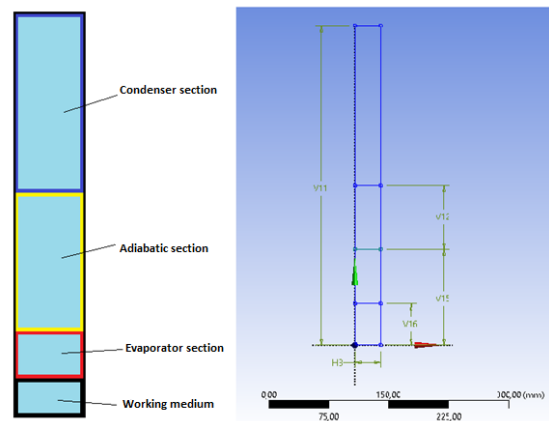 Condenser section
Adiabatic section
Evaporator section
Working medium
V11
V12
V15
V16
H3
0.00
150.00
300.00 (mm)
75.00
225.00